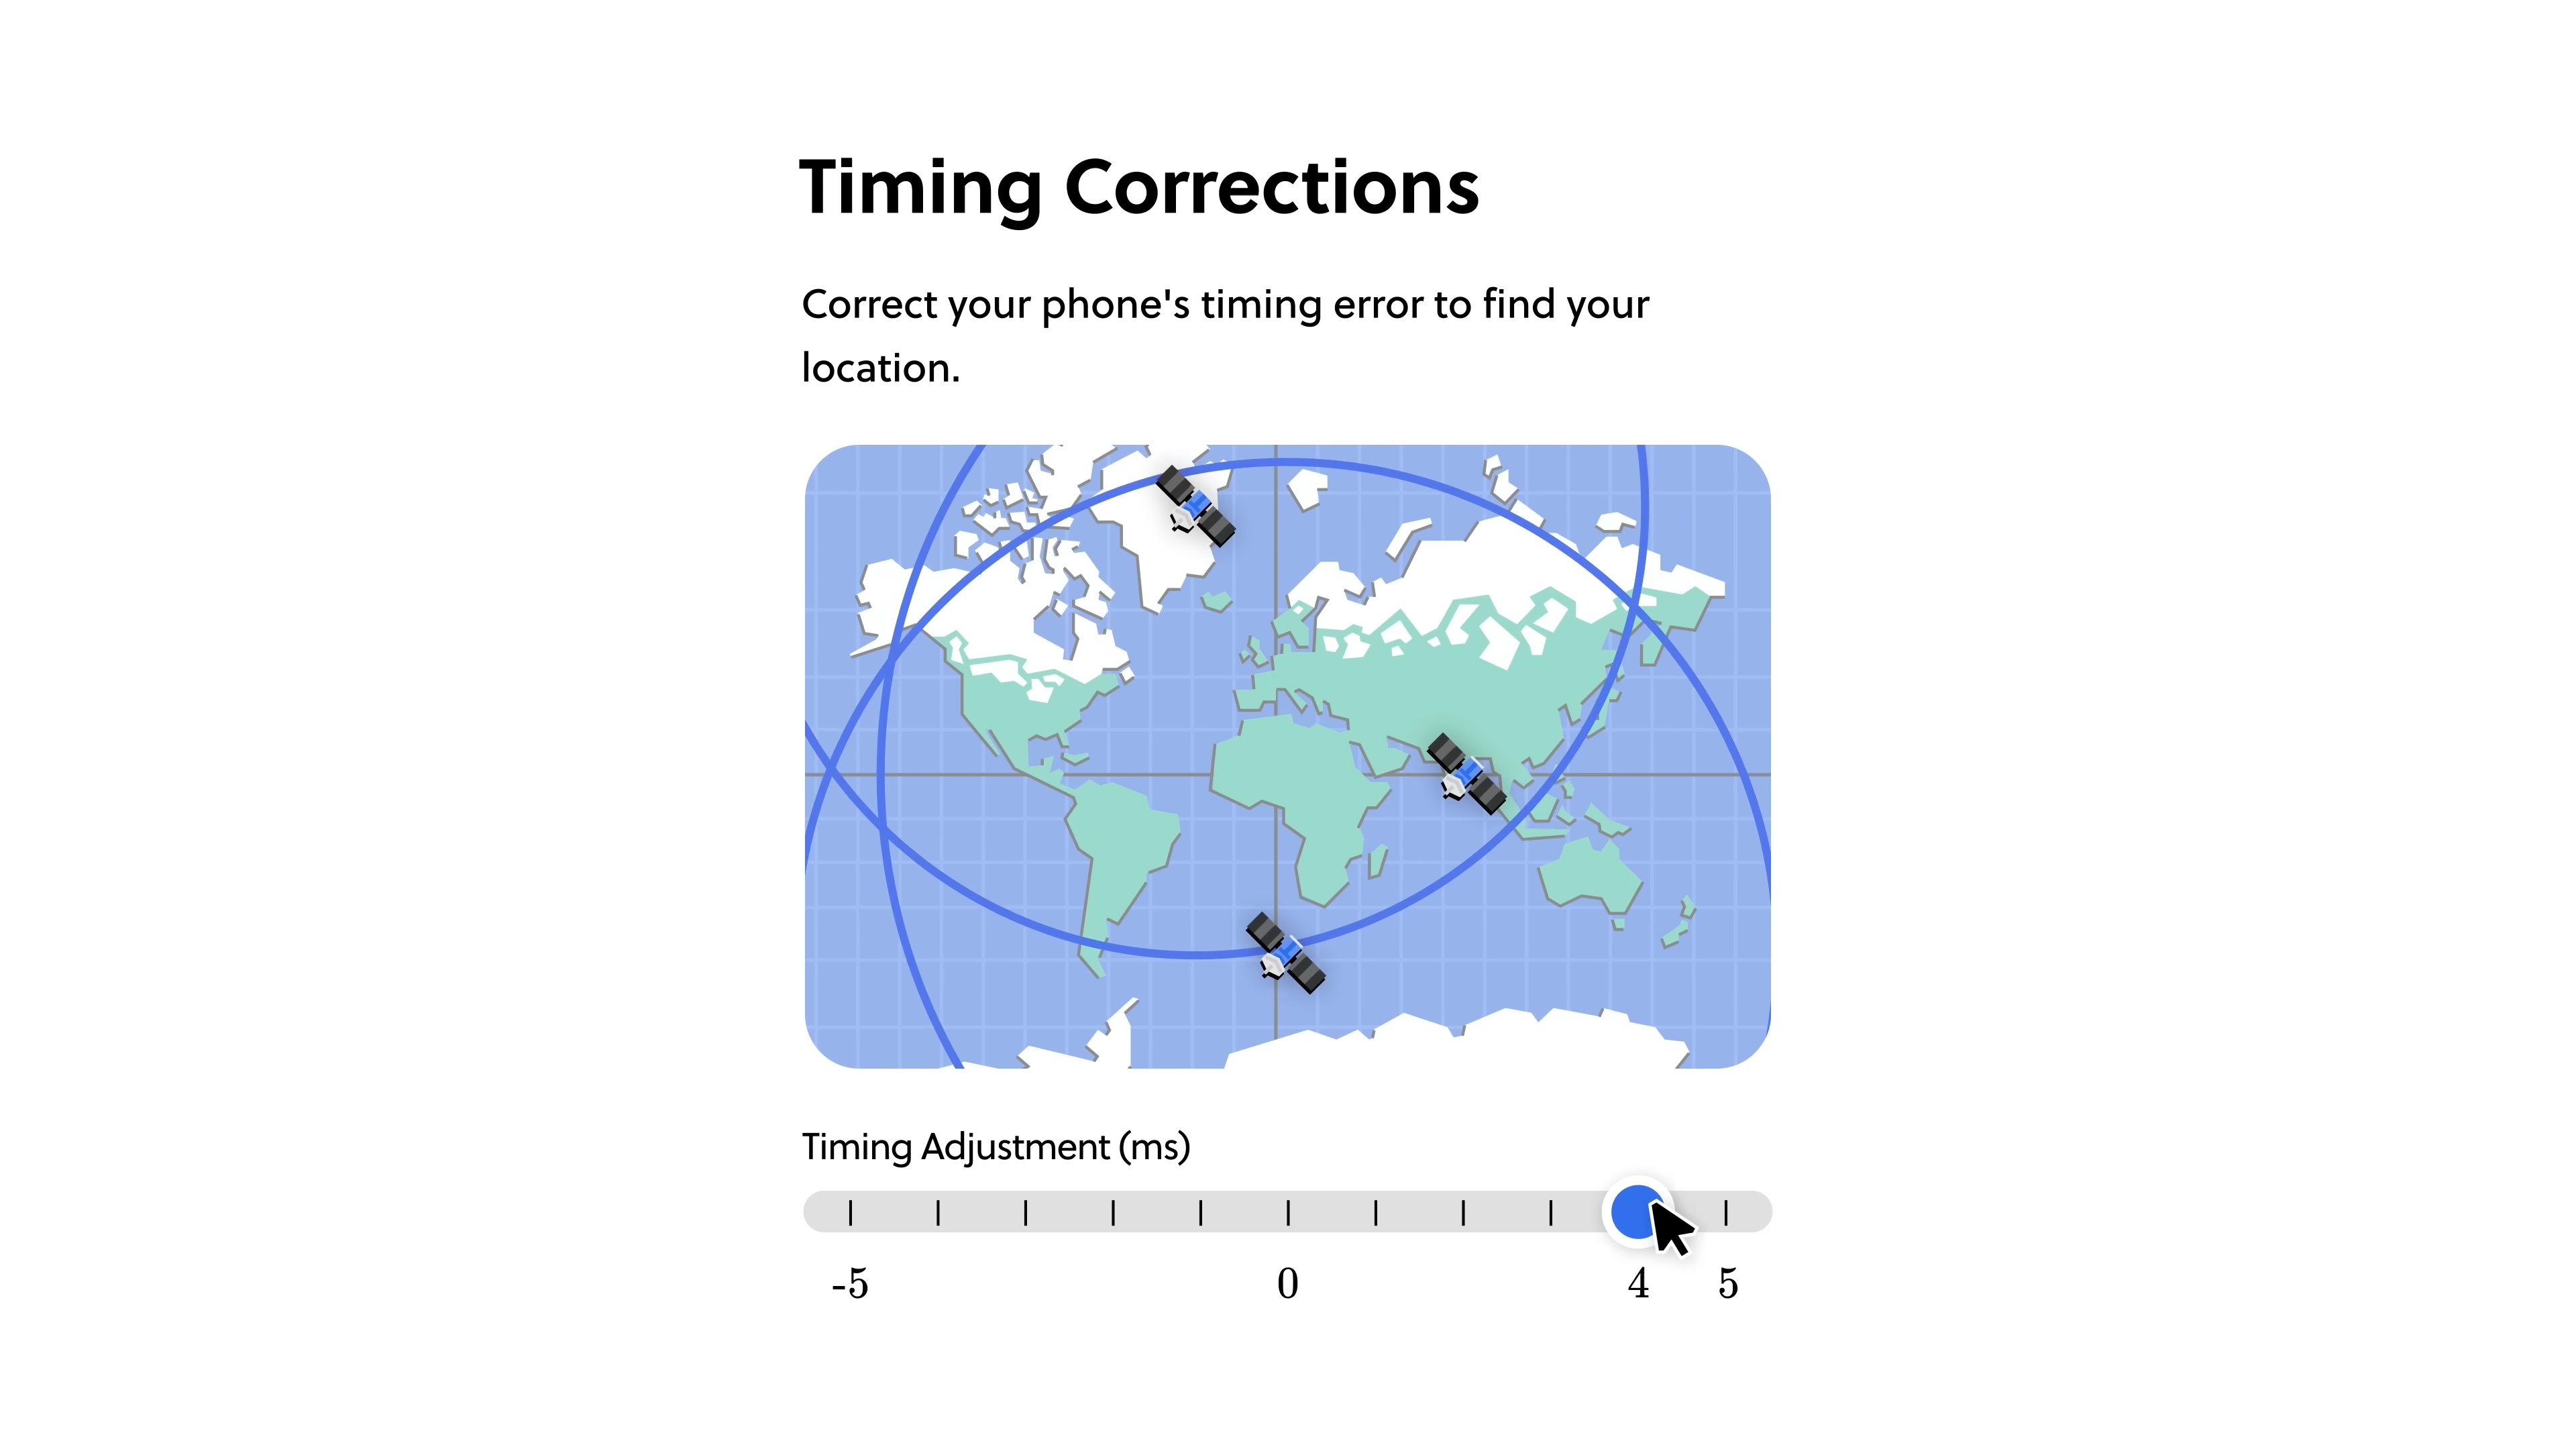 Timing Corrections
Correct your phone's timing error to find your
location.
Timing Adjustment (ms)
-5 0 4 5